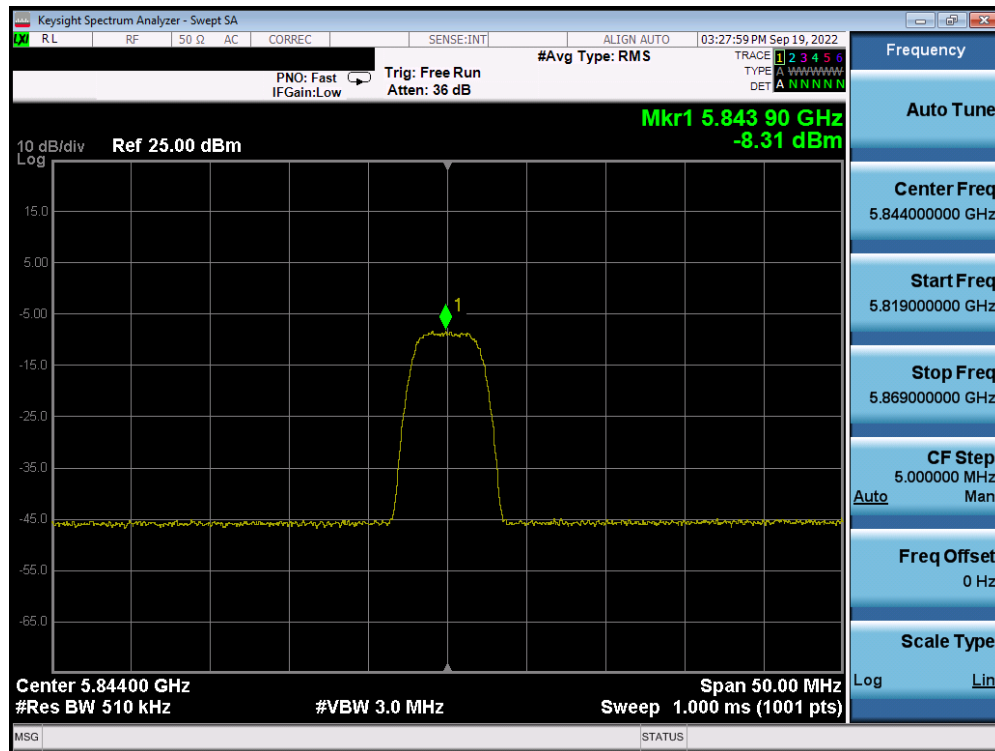 Keysight Spectrum Analyzer - Swept SA
LXI RL RF 50 Ω AC CORREC SENSE:INT ALIGN AUTO 03:27:59 PM Sep 19, 2022
#Avg Type: RMS TRACE 1 2 3 4 5 6
PNO: Fast Trig: Free Run TYPE A WWWWWW
IFGain:Low Atten: 36 dB DET A N N N N N
Mkr1 5.843 90 GHz
-8.31 dBm
10 dB/div Ref 25.00 dBm
Log
15.0
5.00
1
-5.00
-15.0
-25.0
-35.0
-45.0
-55.0
-65.0
Center 5.84400 GHz Span 50.00 MHz
#Res BW 510 kHz #VBW 3.0 MHz Sweep 1.000 ms (1001 pts)
MSG STATUS
Frequency
Auto Tune
Center Freq
5.844000000 GHz
Start Freq
5.819000000 GHz
Stop Freq
5.869000000 GHz
CF Step
5.000000 MHz
Auto Man
Freq Offset
0 Hz
Scale Type
Log Lin